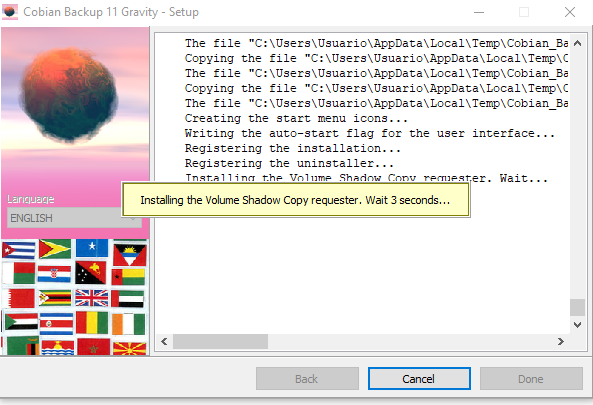 Cobian Backup 11 Gravity - Setup
The file "C:\Users\Usuario\AppData\Local\Temp\Cobian_Ba
Copying the file "C:\Users\Usuario\AppData\Local\Temp\C
The file "C:\Users\Usuario\AppData\Local\Temp\Cobian_Ba
Copying the file "C:\Users\Usuario\AppData\Local\Temp\C
The file "C:\Users\Usuario\AppData\Local\Temp\Cobian_Ba
Creating the start menu icons...
Writing the auto-start flag for the user interface...
Registering the installation...
Registering the uninstaller...
Installing the Volume Shadow Copy requester. Wait...
Language
ENGLISH
Installing the Volume Shadow Copy requester. Wait 3 seconds...
Back
Cancel
Done